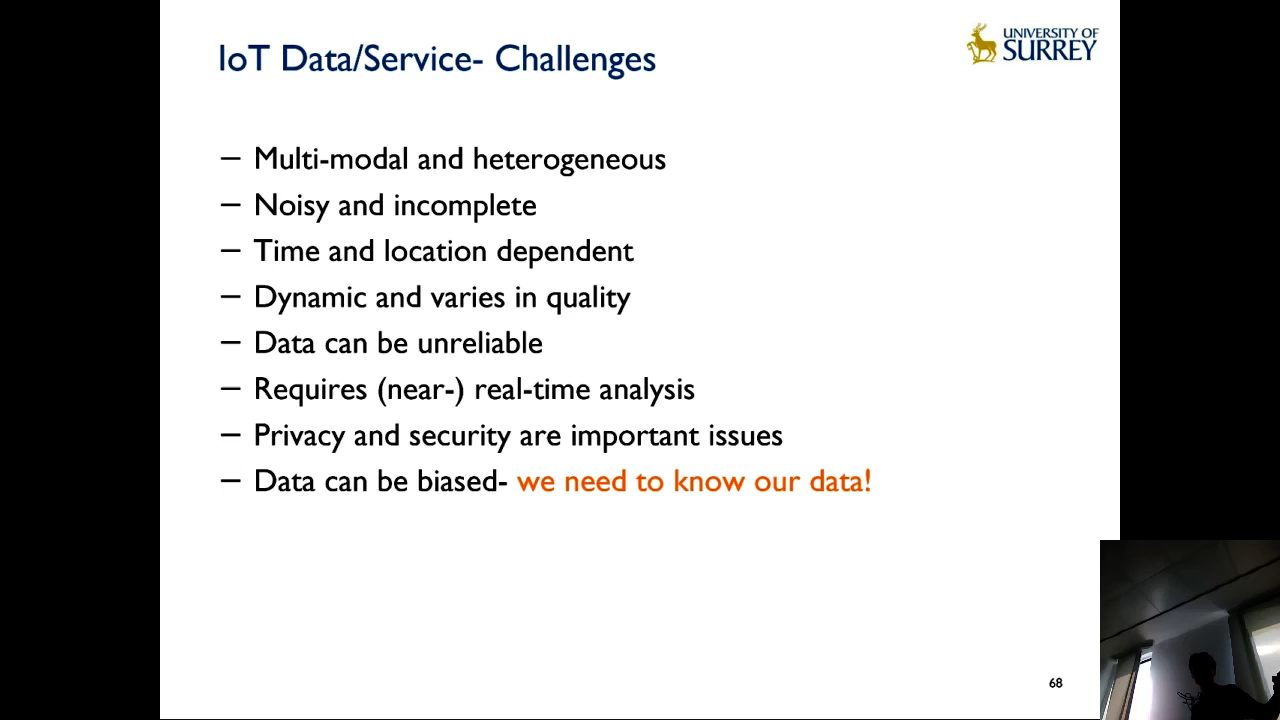 IoT Data/Service- Challenges
UNIVERSITY OF
SURREY
– Multi-modal and heterogeneous
– Noisy and incomplete
– Time and location dependent
– Dynamic and varies in quality
– Data can be unreliable
– Requires (near-) real-time analysis
– Privacy and security are important issues
– Data can be biased- we need to know our data!
68